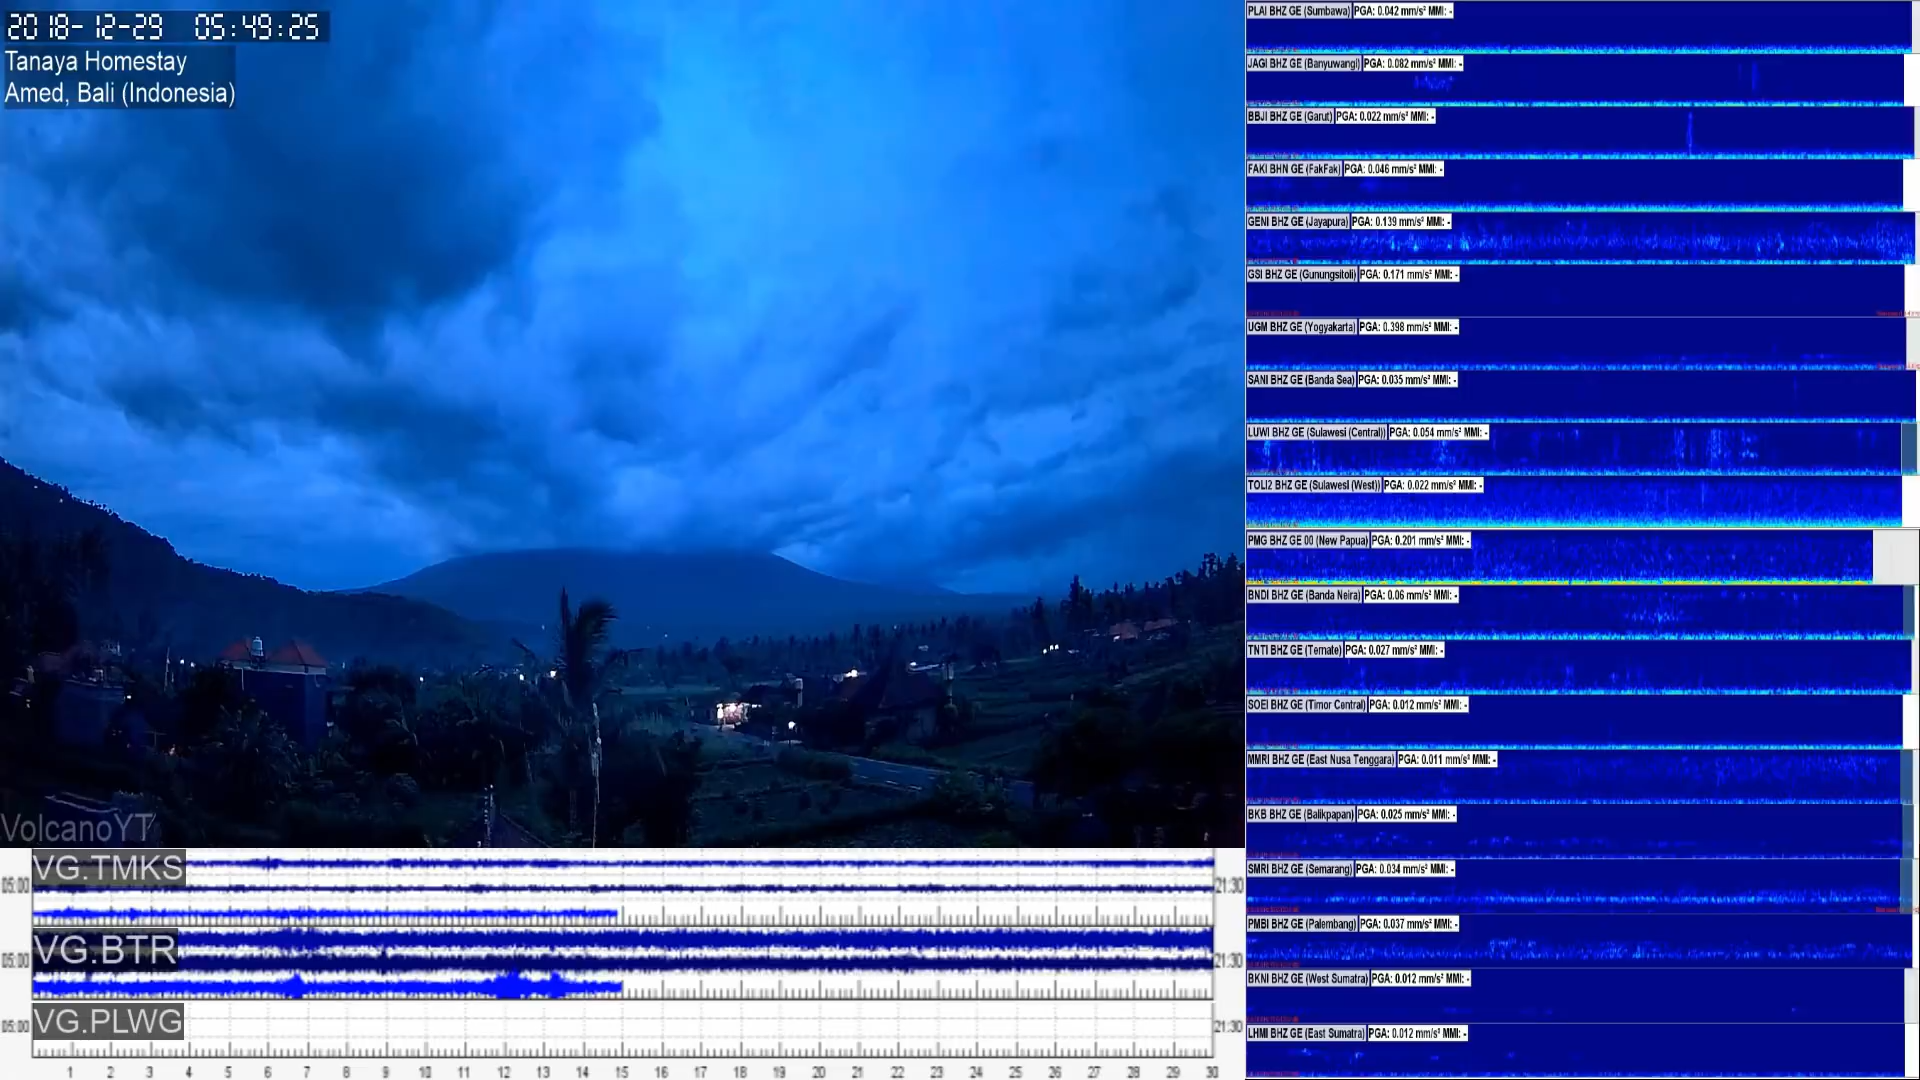 2018-12-29 05:49:25
Tanaya Homestay
Amed, Bali (Indonesia)
VolcanoYT
VG.TMKS
05:00
21:30
VG.BTR
05:00
21:30
VG.PLWG
05:00
21:30
1 2 3 4 5 6 7 8 9 10 11 12 13 14 15 16 17 18 19 20 21 22 23 24 25 26 27 28 29 30
PLAI BHZ GE (Sumbawa) PGA: 0.042 mm/s² MMI: -
JAGI BHZ GE (Banyuwangi) PGA: 0.082 mm/s² MMI: -
BBJI BHZ GE (Garut) PGA: 0.022 mm/s² MMI: -
FAKI BHN GE (FakFak) PGA: 0.046 mm/s² MMI: -
GENI BHZ GE (Jayapura) PGA: 0.139 mm/s² MMI: -
GSI BHZ GE (Gunungsitoli) PGA: 0.171 mm/s² MMI: -
UGM BHZ GE (Yogyakarta) PGA: 0.398 mm/s² MMI: -
SANI BHZ GE (Banda Sea) PGA: 0.035 mm/s² MMI: -
LUWI BHZ GE (Sulawesi (Central)) PGA: 0.054 mm/s² MMI: -
TOLI2 BHZ GE (Sulawesi (West)) PGA: 0.022 mm/s² MMI: -
PMG BHZ GE 00 (New Papua) PGA: 0.201 mm/s² MMI: -
BNDI BHZ GE (Banda Neira) PGA: 0.06 mm/s² MMI: -
TNTI BHZ GE (Ternate) PGA: 0.027 mm/s² MMI: -
SOEI BHZ GE (Timor Central) PGA: 0.012 mm/s² MMI: -
MMRI BHZ GE (East Nusa Tenggara) PGA: 0.011 mm/s² MMI: -
BKB BHZ GE (Balikpapan) PGA: 0.025 mm/s² MMI: -
SMRI BHZ GE (Semarang) PGA: 0.034 mm/s² MMI: -
PMBI BHZ GE (Palembang) PGA: 0.037 mm/s² MMI: -
BKNI BHZ GE (West Sumatra) PGA: 0.012 mm/s² MMI: -
LHMI BHZ GE (East Sumatra) PGA: 0.012 mm/s² MMI: -